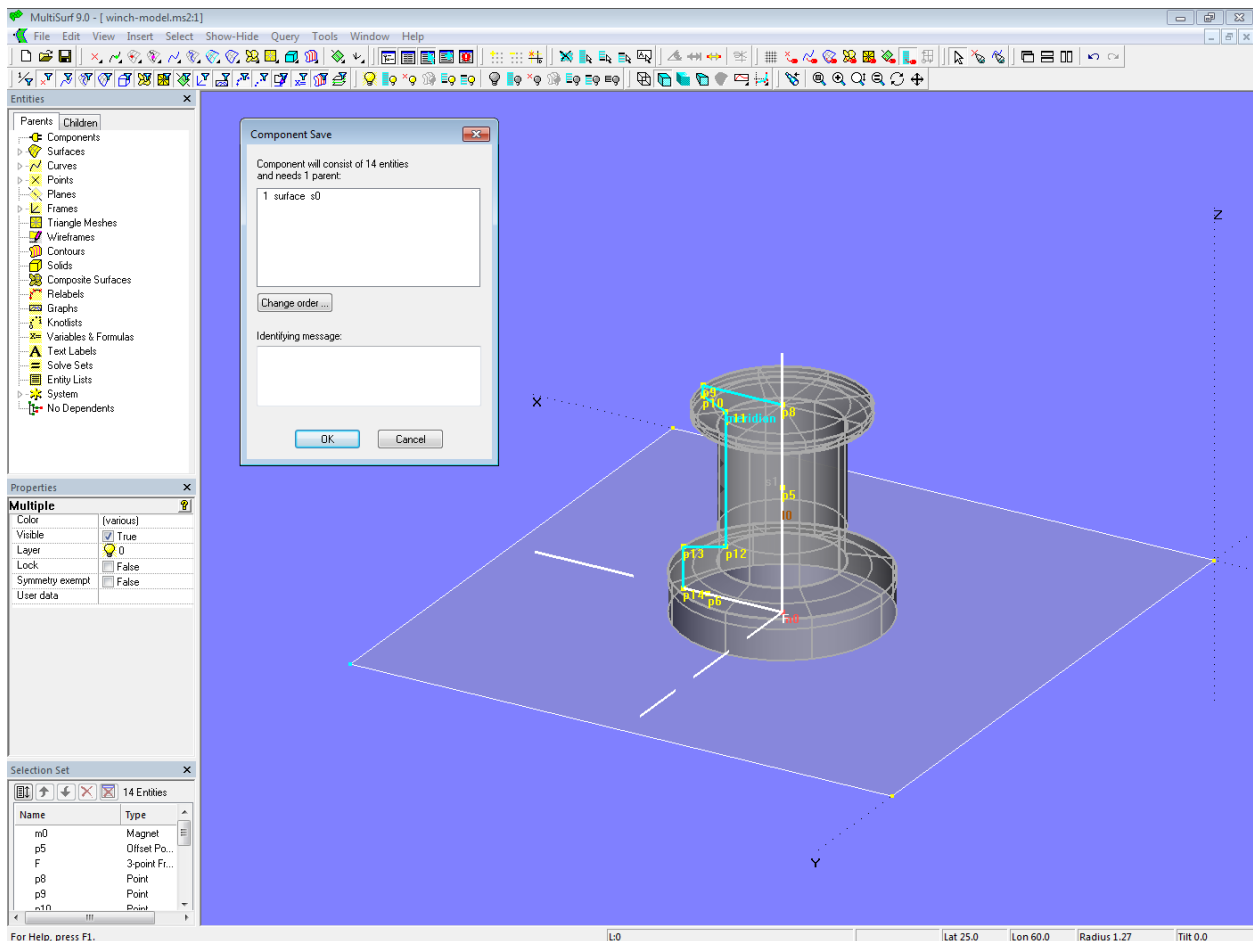 MultiSurf 9.0 - [ winch-model.ms2:1]
File Edit View Insert Select Show-Hide Query Tools Window Help
Entities
Parents Children
Components
Surfaces
Curves
Points
Planes
Frames
Triangle Meshes
Wireframes
Contours
Solids
Composite Surfaces
Relabels
Graphs
Knotlists
Variables & Formulas
Text Labels
Solve Sets
Entity Lists
System
No Dependents
Properties
Multiple
Color (various)
Visible True
Layer 0
Lock False
Symmetry exempt False
User data
Selection Set
14 Entities
Name Type
m0 Magnet
p5 Offset Po...
F 3-point Fr...
p8 Point
p9 Point
p10 Point
For Help, press F1.
L:0
Lat 25.0 Lon 60.0 Radius 1.27 Tilt 0.0
Component Save
Component will consist of 14 entities
and needs 1 parent:
1 surface s0
Change order ...
Identifying message:
OK Cancel
Z
X
p9
p10
p11
p8
p5
l0
p13 p12
p14 p6
Y